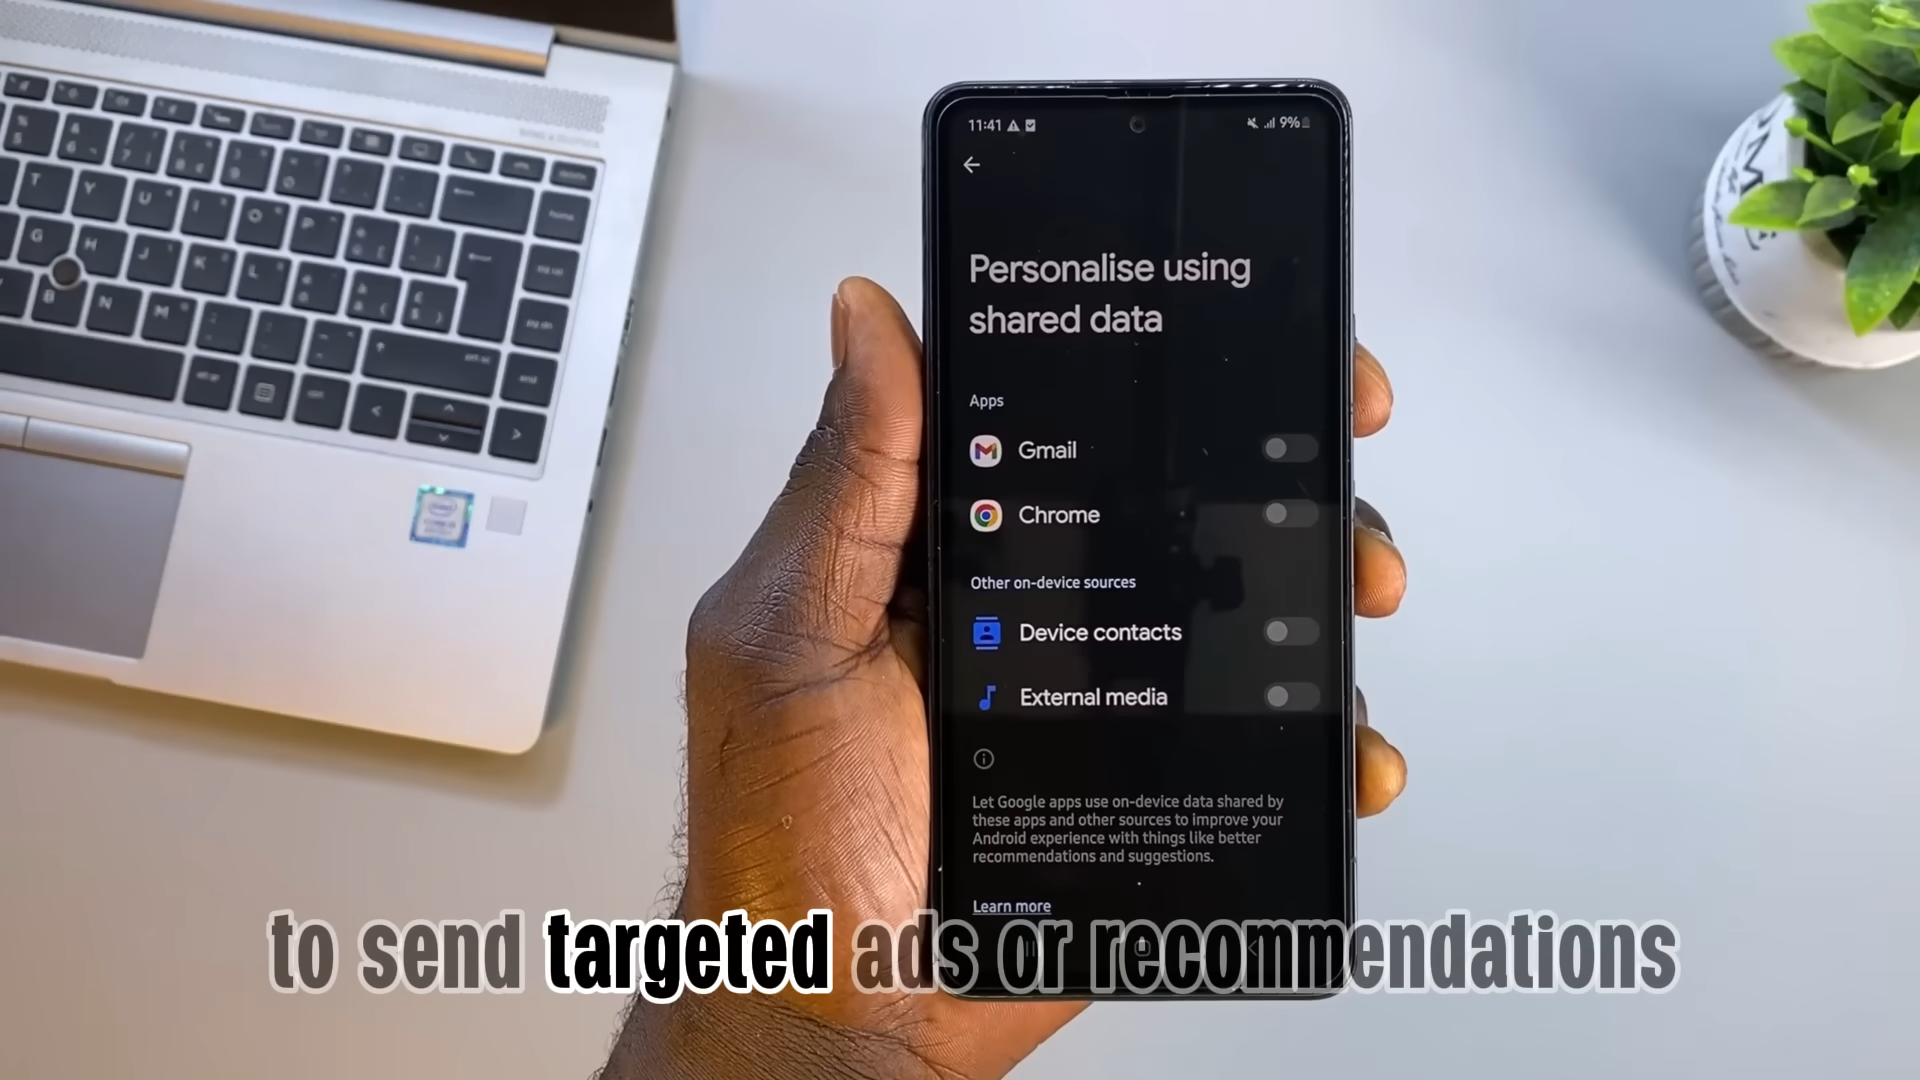 11:41
9%
Personalise using
shared data
Apps
Gmail
Chrome
Other on-device sources
Device contacts
External media
Let Google apps use on-device data shared by
these apps and other sources to improve your
Android experience with things like better
recommendations and suggestions.
Learn more
to send targeted ads or recommendations
T Y U I O P
G H J K L
B N M
home
end